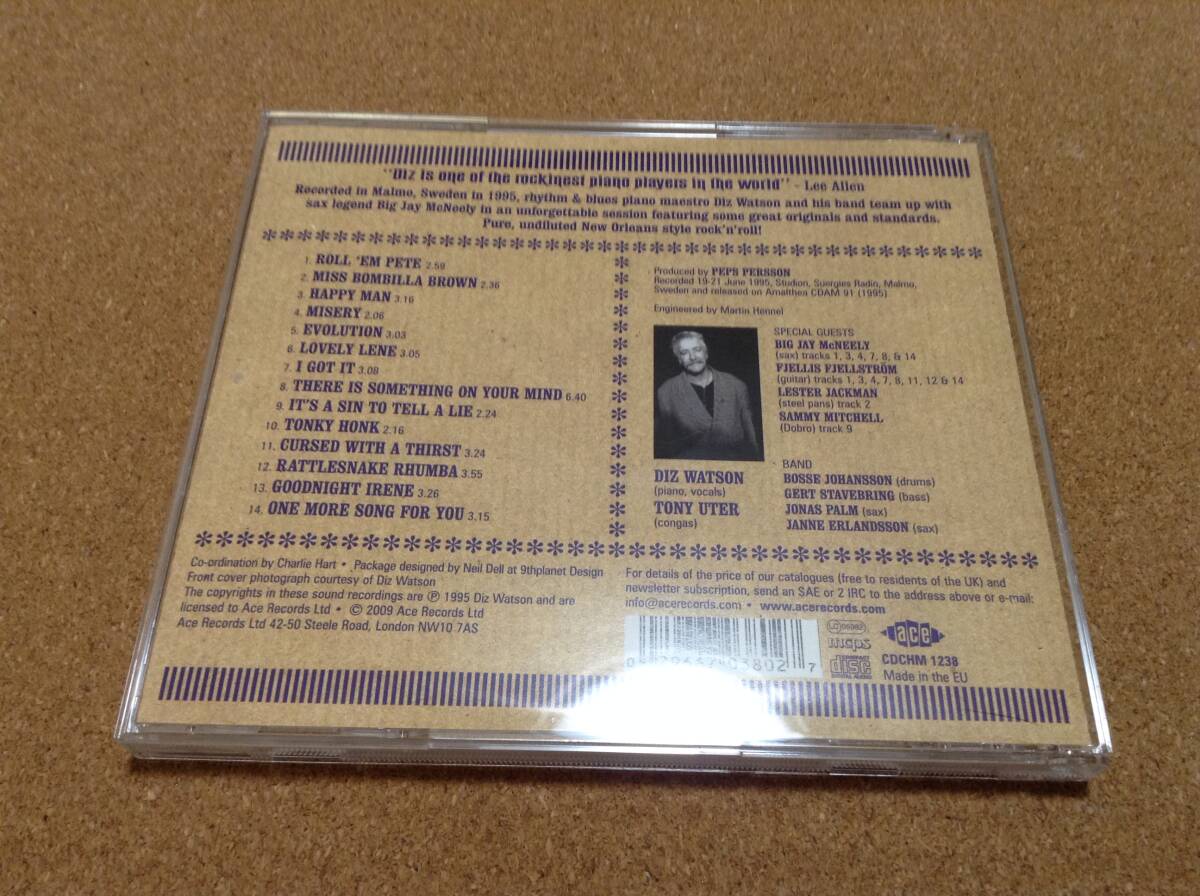 "Diz is one of the rockinest piano players in the world" - Lee Allen
Recorded in Malmo, Sweden in 1995, rhythm & blues piano maestro Diz Watson and his band team up with
sax legend Big Jay McNeely in an unforgettable session featuring some great originals and standards.
Pure, undiluted New Orleans style rock'n'roll!
1. ROLL 'EM PETE 2.59
2. MISS BOMBILLA BROWN 2.36
3. HAPPY MAN 3.16
4. MISERY 2.06
5. EVOLUTION 3.03
6. LOVELY LENE 3.05
7. I GOT IT 3.08
8. THERE IS SOMETHING ON YOUR MIND 6.40
9. IT'S A SIN TO TELL A LIE 2.24
10. TONKY HONK 2.16
11. CURSED WITH A THIRST 3.24
12. RATTLESNAKE RHUMBA 3.55
13. GOODNIGHT IRENE 3.26
14. ONE MORE SONG FOR YOU 3.15
Produced by PEPS PERSSON
Recorded 19-21 June 1995, Studion, Suergies Radin, Malmo,
Sweden and released on Amalthea CDAM 91 (1995)
Engineered by Martin Hennel
SPECIAL GUESTS
BIG JAY McNEELY
(sax) tracks 1, 3, 4, 7, 8, & 14
FJELLIS FJELLSTRÖM
(guitar) tracks 1, 3, 4, 7, 8, 11, 12 & 14
LESTER JACKMAN
(steel pans) track 2
SAMMY MITCHELL
(Dobro) track 9
DIZ WATSON
(piano, vocals)
TONY UTER
(congas)
BAND
BOSSE JOHANSSON (drums)
GERT STAVEBRING (bass)
JONAS PALM (sax)
JANNE ERLANDSSON (sax)
Co-ordination by Charlie Hart • Package designed by Neil Dell at 9thplanet Design
Front cover photograph courtesy of Diz Watson
The copyrights in these sound recordings are ℗ 1995 Diz Watson and are
licensed to Ace Records Ltd • © 2009 Ace Records Ltd
Ace Records Ltd 42-50 Steele Road, London NW10 7AS
For details of the price of our catalogues (free to residents of the UK) and
newsletter subscription, send an SAE or 2 IRC to the address above or e-mail:
info@acerecords.com • www.acerecords.com
mcps
COMPACT
disc
DIGITAL AUDIO
ace
CDCHM 1238
Made in the EU